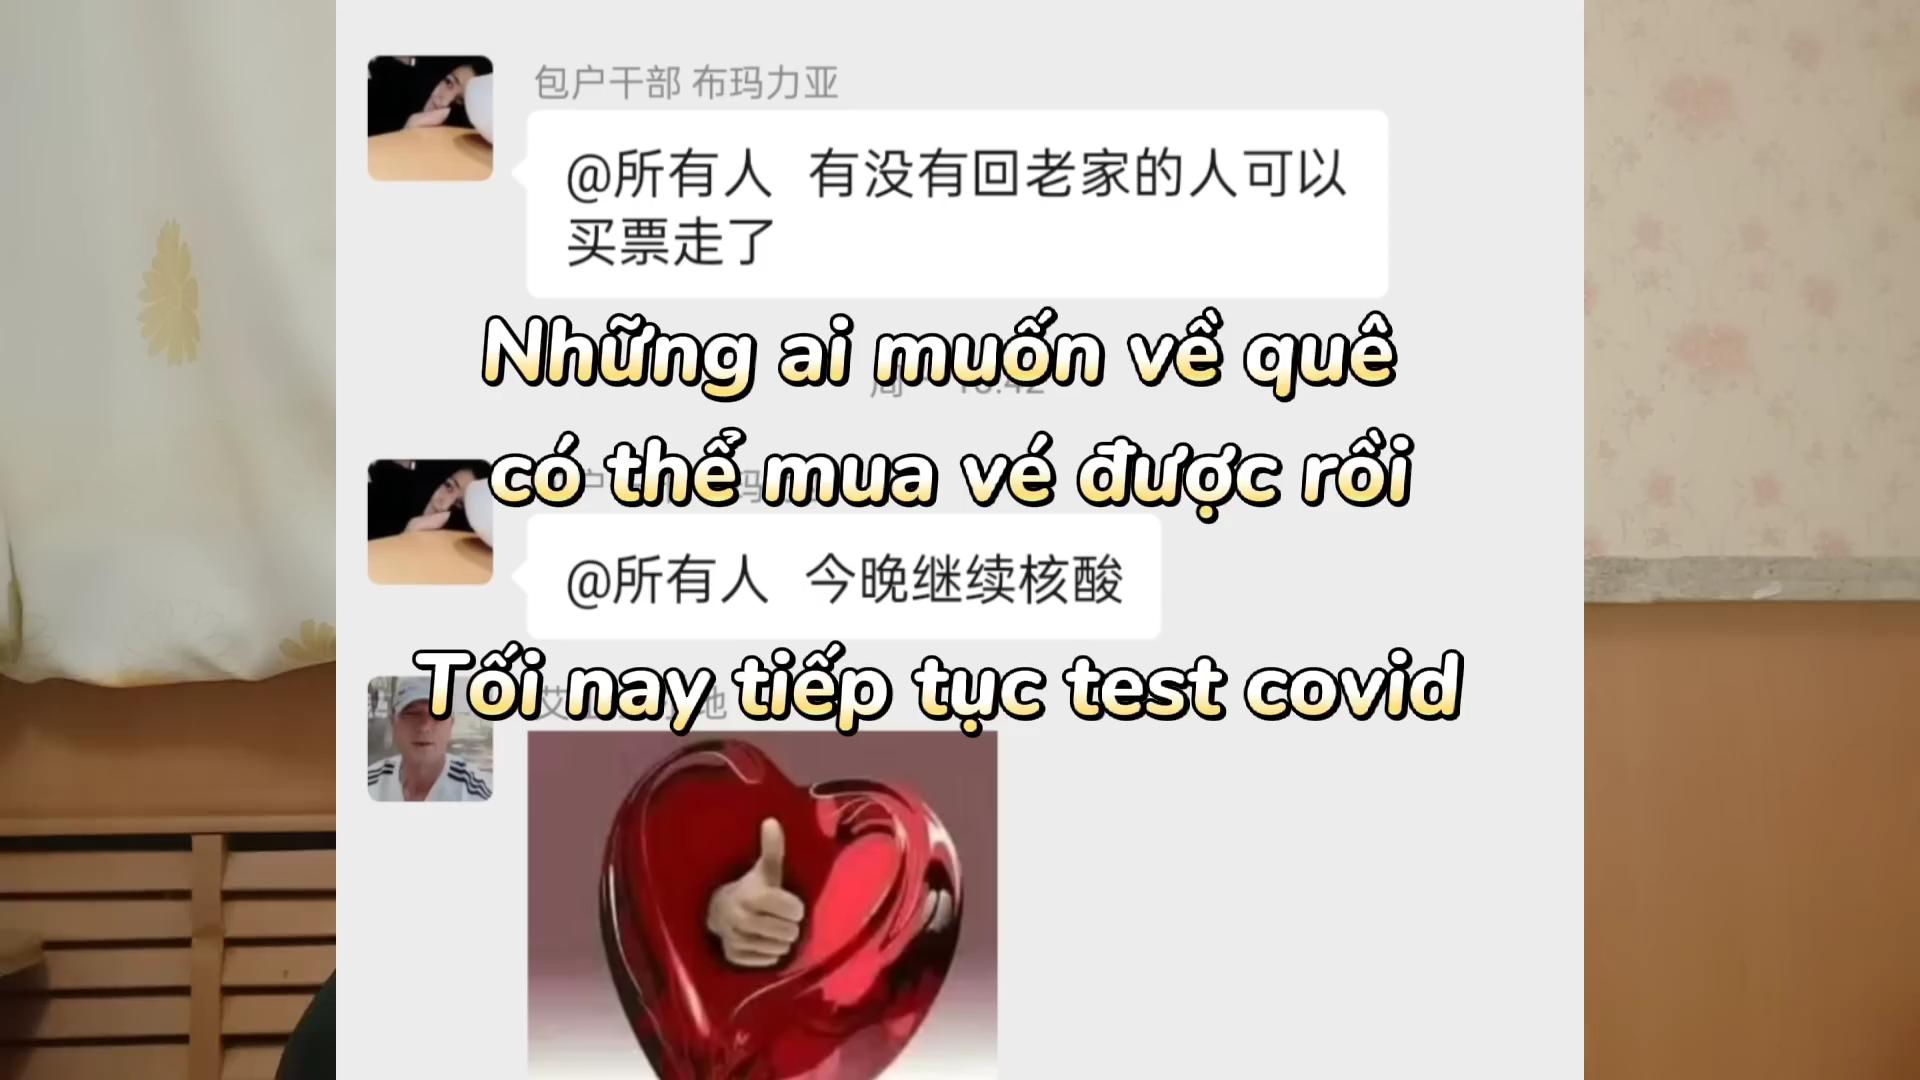 包户干部 布玛力亚
@所有人 有没有回老家的人可以
买票走了
Những ai muốn về quê
có thể mua vé được rồi
@所有人 今晚继续核酸
Tối nay tiếp tục test covid